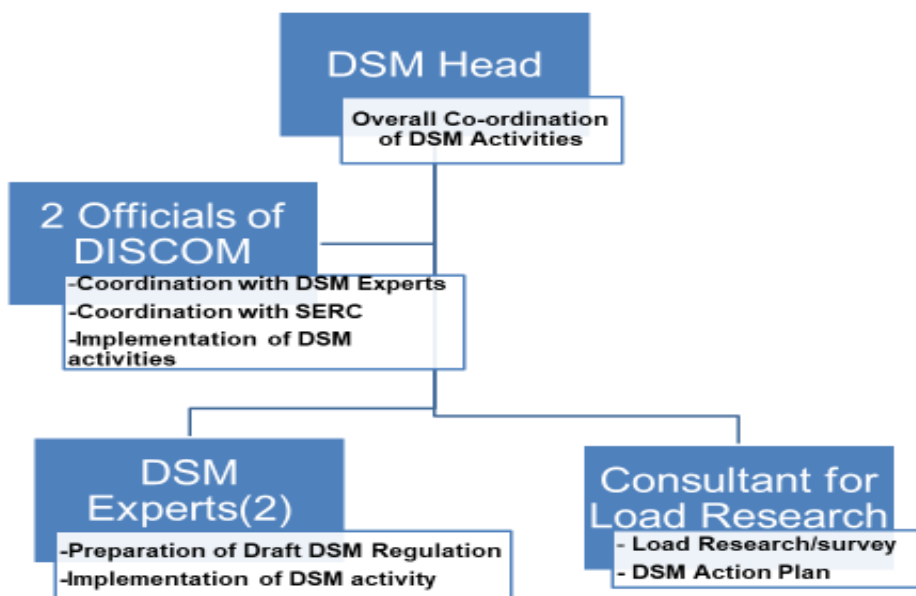 DSM Head
Overall Co-ordination
of DSM Activities
2 Officials of
DISCOM
-Coordination with DSM Experts
-Coordination with SERC
-Implementation of DSM
activities
DSM
Experts(2)
-Preparation of Draft DSM Regulation
-Implementation of DSM activity
Consultant for
Load Research
- Load Research/survey
- DSM Action Plan